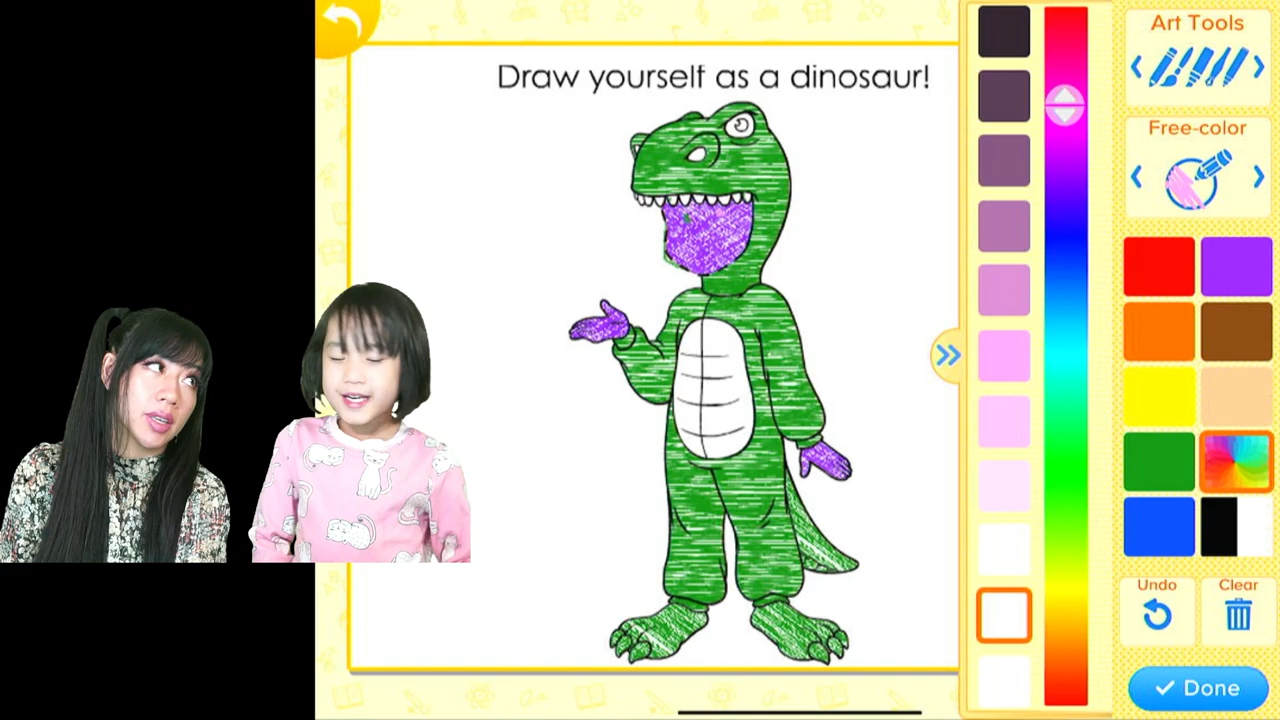 Draw yourself as a dinosaur!
Art Tools
Free-color
Undo
Clear
Done